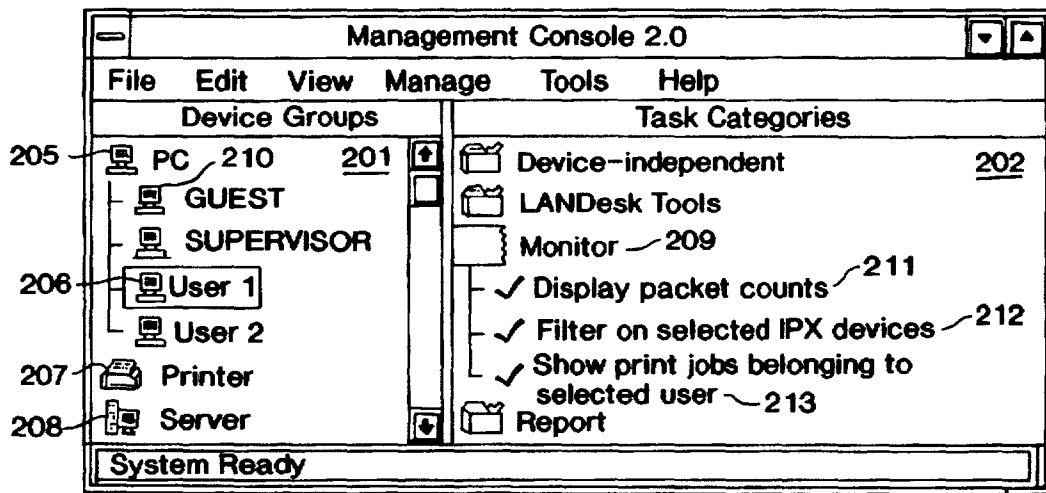 Management Console 2.0
File Edit View Manage Tools Help
Device Groups
Task Categories
205 PC 210 201
GUEST
SUPERVISOR
206 User 1
User 2
207 Printer
208 Server
Device-independent 202
LANDesk Tools
Monitor 209
Display packet counts 211
Filter on selected IPX devices 212
Show print jobs belonging to
selected user 213
Report
System Ready